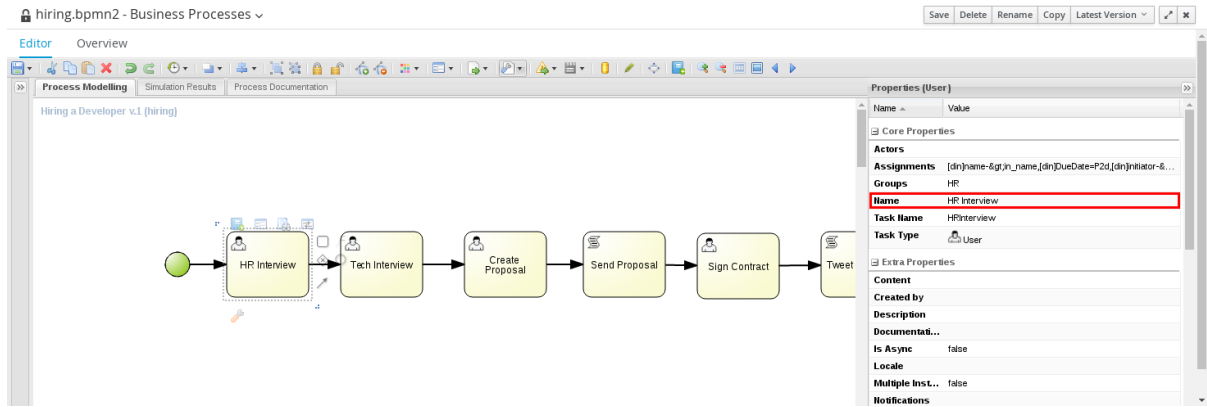 hiring.bpmn2 - Business Processes
Save Delete Rename Copy Latest Version
Editor Overview
Process Modelling Simulation Results Process Documentation
Hiring a Developer v.1 (hiring)
HR Interview
Tech Interview
Create
Proposal
Send Proposal
Sign Contract
Tweet
Properties (User)
Name Value
Core Properties
Actors
Assignments [din]name-&gt;in_name,[din]DueDate=P2d,[din]initiator-&...
Groups HR
Name HR Interview
Task Name HRInterview
Task Type User
Extra Properties
Content
Created by
Description
Documentati...
Is Async false
Locale
Multiple Inst... false
Notifications